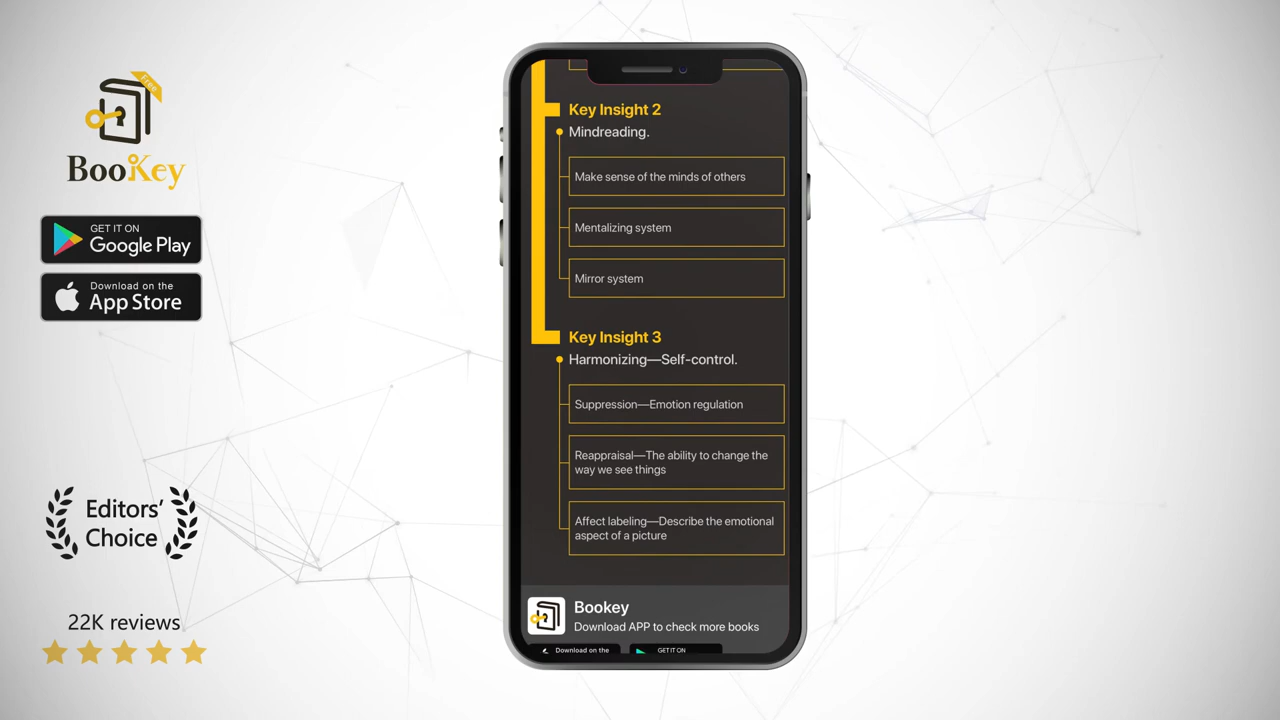 Free
BooKey
GET IT ON
Google Play
Download on the
App Store
Editors'
Choice
22K reviews
Key Insight 2
Mindreading.
Make sense of the minds of others
Mentalizing system
Mirror system
Key Insight 3
Harmonizing—Self-control.
Suppression—Emotion regulation
Reappraisal—The ability to change the
way we see things
Affect labeling—Describe the emotional
aspect of a picture
Bookey
Download APP to check more books
Download on the
GET IT ON